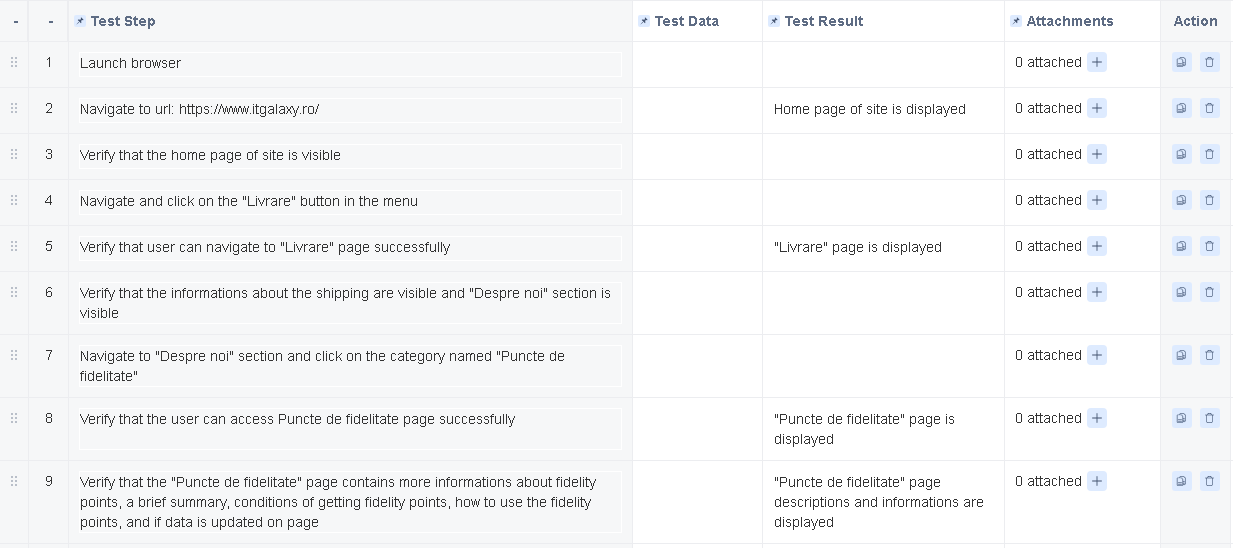 - - Test Step Test Data Test Result Attachments Action
1 Launch browser 0 attached +
2 Navigate to url: https://www.itgalaxy.ro/ Home page of site is displayed 0 attached +
3 Verify that the home page of site is visible 0 attached +
4 Navigate and click on the "Livrare" button in the menu 0 attached +
5 Verify that user can navigate to "Livrare" page successfully "Livrare" page is displayed 0 attached +
6 Verify that the informations about the shipping are visible and "Despre noi" section is 0 attached +
visible
7 Navigate to "Despre noi" section and click on the category named "Puncte de 0 attached +
fidelitate"
8 Verify that the user can access Puncte de fidelitate page successfully "Puncte de fidelitate" page is 0 attached +
displayed
9 Verify that the "Puncte de fidelitate" page contains more informations about fidelity "Puncte de fidelitate" page 0 attached +
points, a brief summary, conditions of getting fidelity points, how to use the fidelity descriptions and informations are
points, and if data is updated on page displayed